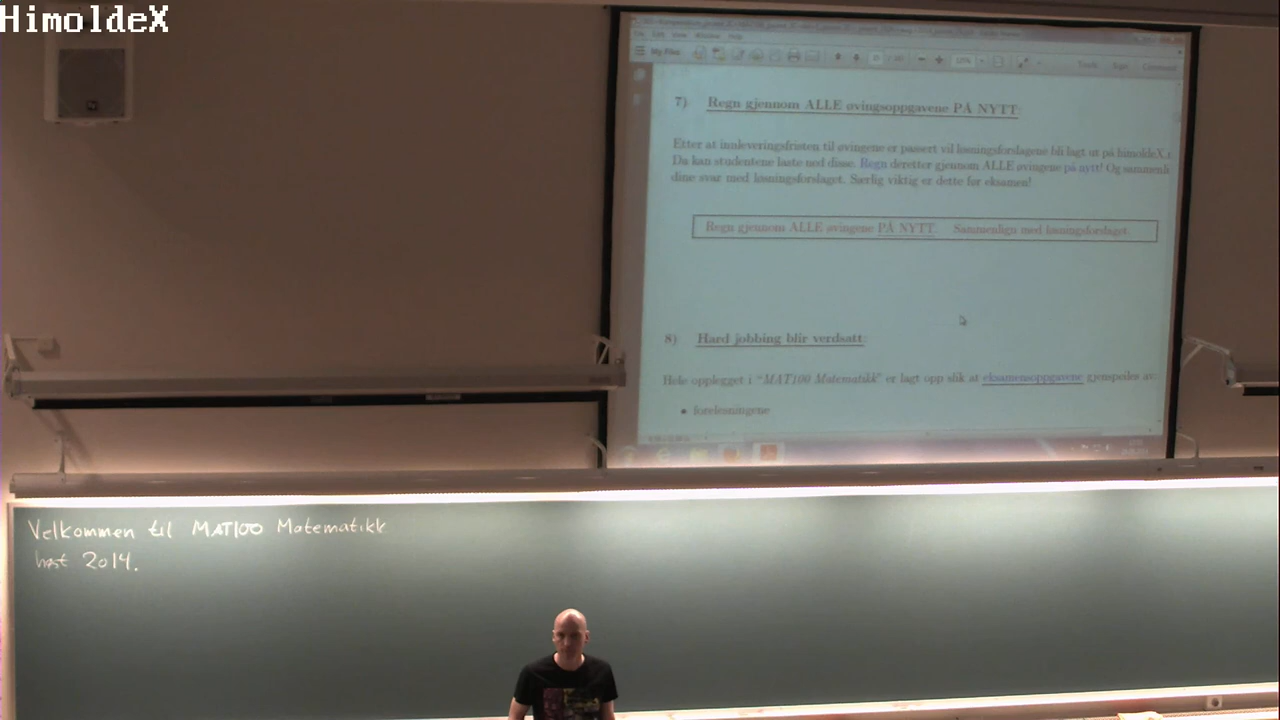 HimoldeX
My Files
7) Regn gjennom ALLE øvingsoppgavene PÅ NYTT:
Etter at innleveringsfristen til øvingene er passert vil løsningsforslagene bli lagt ut på himoldeX.
Da kan studentene laste ned disse. Regn deretter gjennom ALLE øvingene på nytt! Og sammenli
dine svar med løsningsforslaget. Særlig viktig er dette før eksamen!
Regn gjennom ALLE øvingene PÅ NYTT. Sammenlign med løsningsforslaget.
8) Hard jobbing blir verdsatt:
Hele opplegget i "MAT100 Matematikk" er lagt opp slik at eksamensoppgavene gjenspeiles av:
• forelesningene
Velkommen til MAT100 Matematikk
høst 2014.